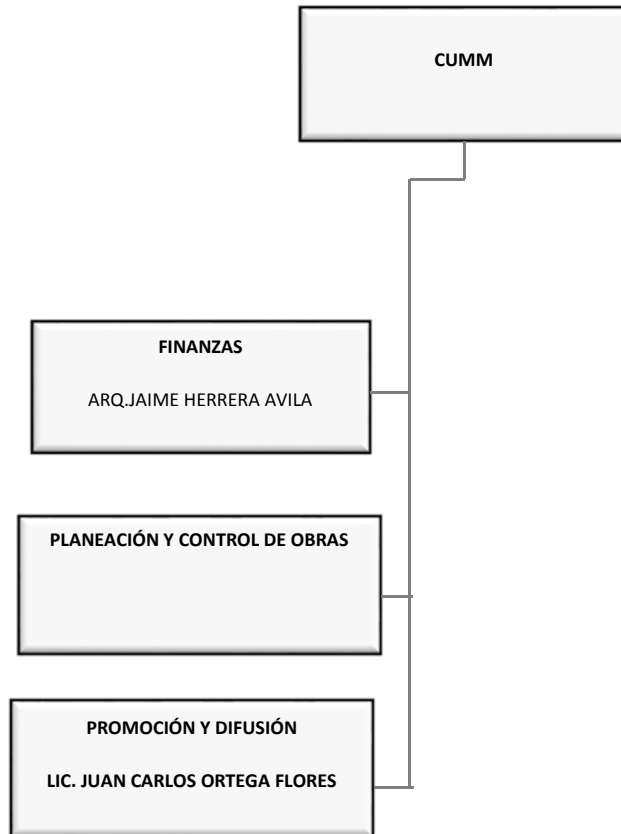 CUMM
FINANZAS
ARQ.JAIME HERRERA AVILA
PLANEACIÓN Y CONTROL DE OBRAS
PROMOCIÓN Y DIFUSIÓN
LIC. JUAN CARLOS ORTEGA FLORES